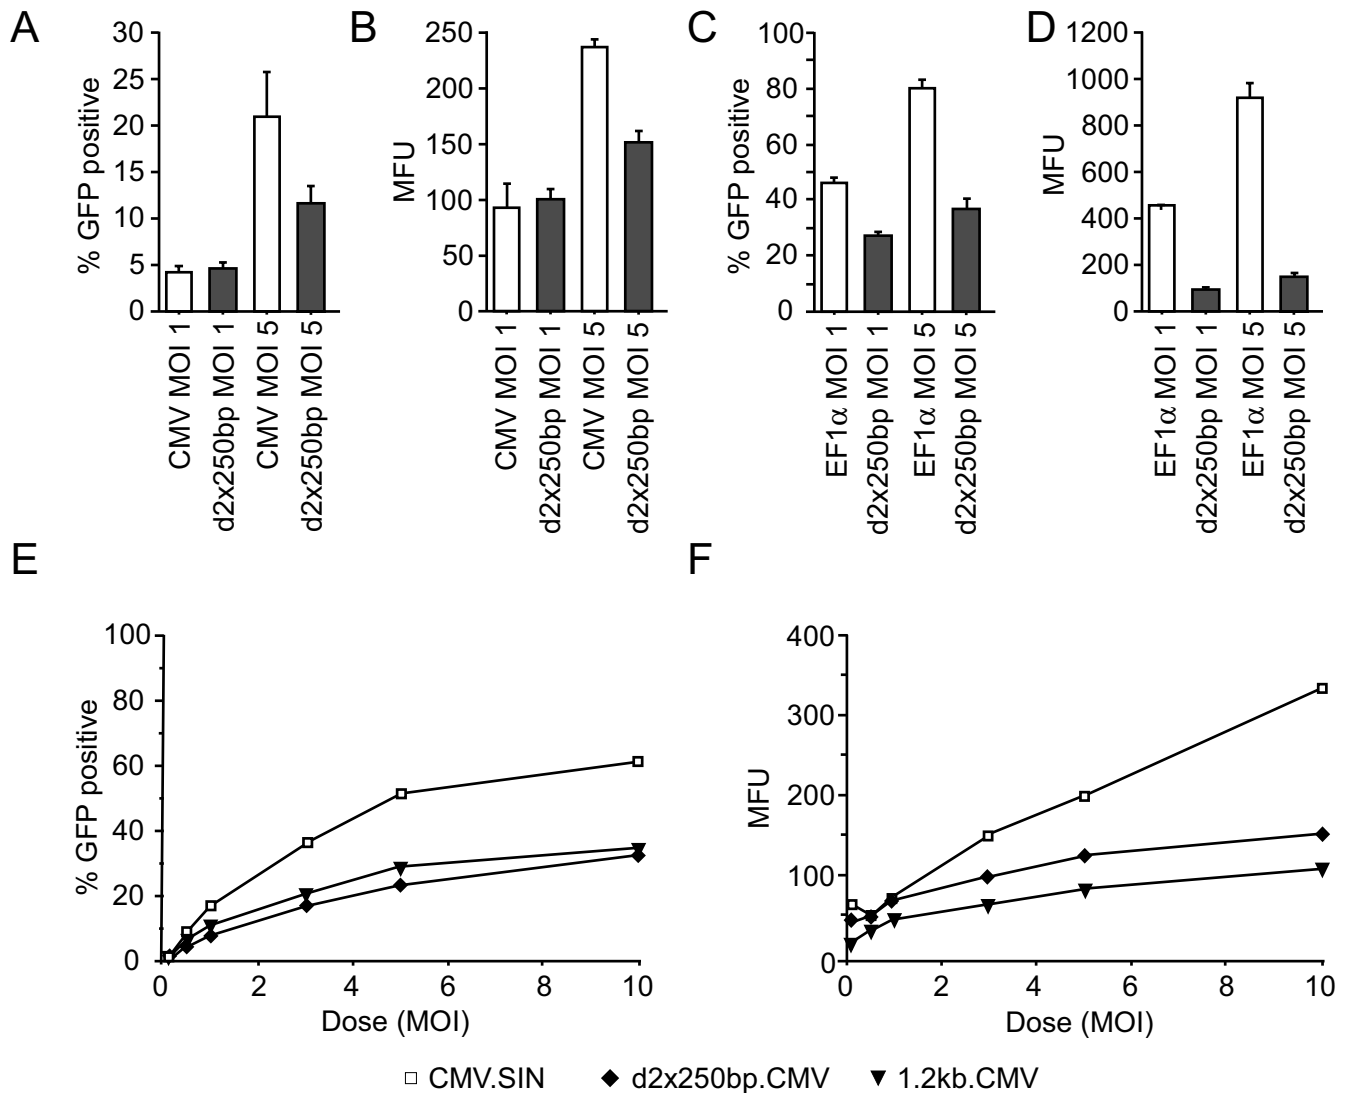 A
% GFP positive
30
25
20
15
10
5
0
CMV MOI 1
d2x250bp MOI 1
CMV MOI 5
d2x250bp MOI 5
B
MFU
250
200
150
100
50
0
CMV MOI 1
d2x250bp MOI 1
CMV MOI 5
d2x250bp MOI 5
C
% GFP positive
100
80
60
40
20
0
EF1α MOI 1
d2x250bp MOI 1
EF1α MOI 5
d2x250bp MOI 5
D
MFU
1200
1000
800
600
400
200
0
EF1α MOI 1
d2x250bp MOI 1
EF1α MOI 5
d2x250bp MOI 5
E
% GFP positive
100
80
60
40
20
0
0 2 4 6 8 10
Dose (MOI)
F
MFU
400
300
200
100
0
0 2 4 6 8 10
Dose (MOI)
CMV.SIN d2x250bp.CMV 1.2kb.CMV